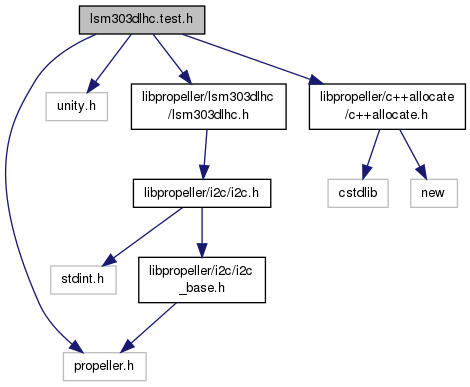 lsm303dlhc.test.h
unity.h
libpropeller/lsm303dlhc
/lsm303dlhc.h
libpropeller/c++allocate
/c++allocate.h
libpropeller/i2c/i2c.h
cstdlib
new
stdint.h
libpropeller/i2c/i2c
_base.h
propeller.h